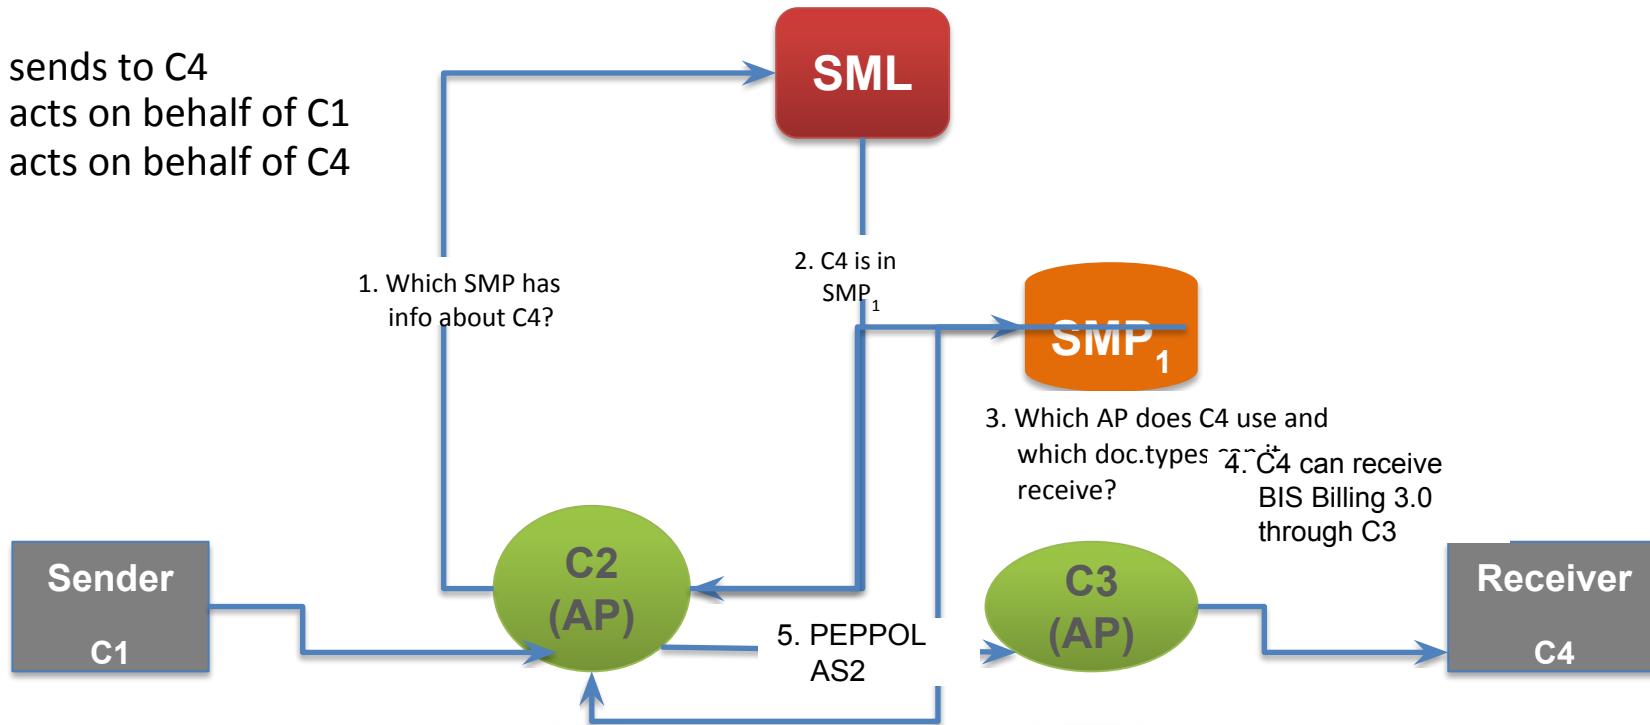 sends to C4
acts on behalf of C1
acts on behalf of C4
SML
1. Which SMP has
info about C4?
2. C4 is in
SMP1
SMP1
3. Which AP does C4 use and
which doc.types can it
receive?
4. C4 can receive
BIS Billing 3.0
through C3
Sender
C1
C2
(AP)
5. PEPPOL
AS2
C3
(AP)
Receiver
C4